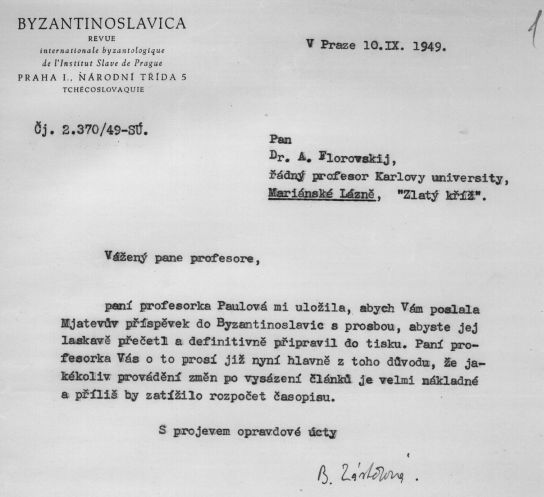 BYZANTINOSLAVICA
REVUE
internationale byzantologique
de l'Institut Slave de Prague
PRAHA I., NÁRODNÍ TŘÍDA 5
TCHÉCOSLOVAQUIE
1
V Praze 10.IX. 1949.
Čj. 2.370/49-SÚ.
Pan
Dr. A. Florovskij,
řádný profesor Karlovy university,
Mariánské Lázně, "Zlatý kříž".
Vážený pane profesore,
paní profesorka Paulová mi uložila, abych Vám poslala
Mjatevův příspěvek do Byzantinoslavic s prosbou, abyste jej
laskavě přečetl a definitivně připravil do tisku. Paní pro-
fesorka Vás o to prosí již nyní hlavně z toho důvodu, že ja-
kékoliv provádění změn po vysázení článků je velmi nákladné
a příliš by zatížilo rozpočet časopisu.
S projevem opravdové úcty
B.